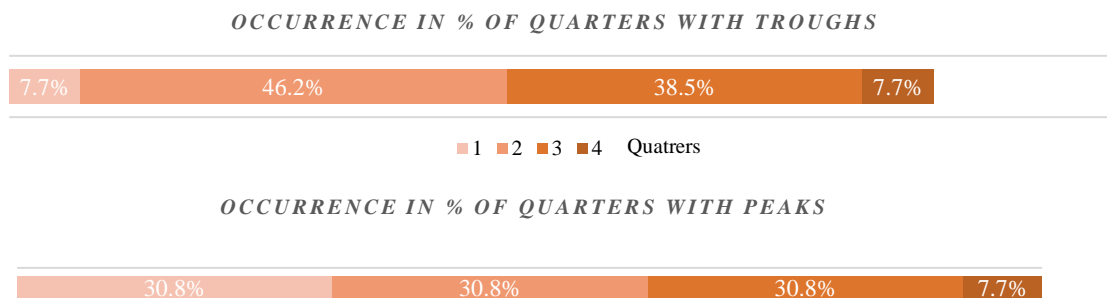 OCCURRENCE IN % OF QUARTERS WITH TROUGHS
7.7% 46.2% 38.5% 7.7%
1 2 3 4 Quatrers
OCCURRENCE IN % OF QUARTERS WITH PEAKS
30.8% 30.8% 30.8% 7.7%